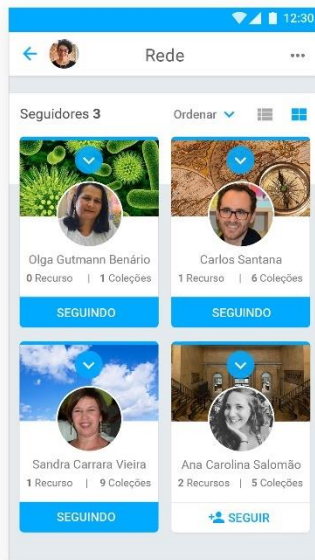 12:30
Rede
Seguidores 3
Ordenar
Olga Gutmann Benário
0 Recurso | 1 Coleções
SEGUINDO
Carlos Santana
1 Recurso | 6 Coleções
SEGUINDO
Sandra Carrara Vieira
1 Recurso | 9 Coleções
SEGUINDO
Ana Carolina Salomão
2 Recursos | 5 Coleções
SEGUIR